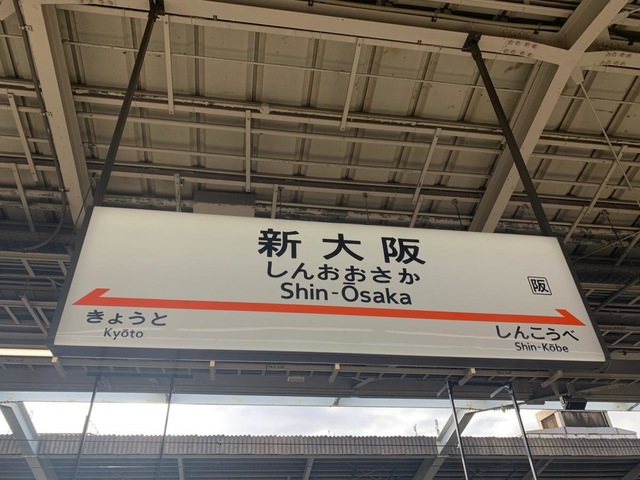 新大阪
しんおおさか
Shin-Ōsaka
阪
きょうと
Kyōto
しんこうべ
Shin-Kōbe